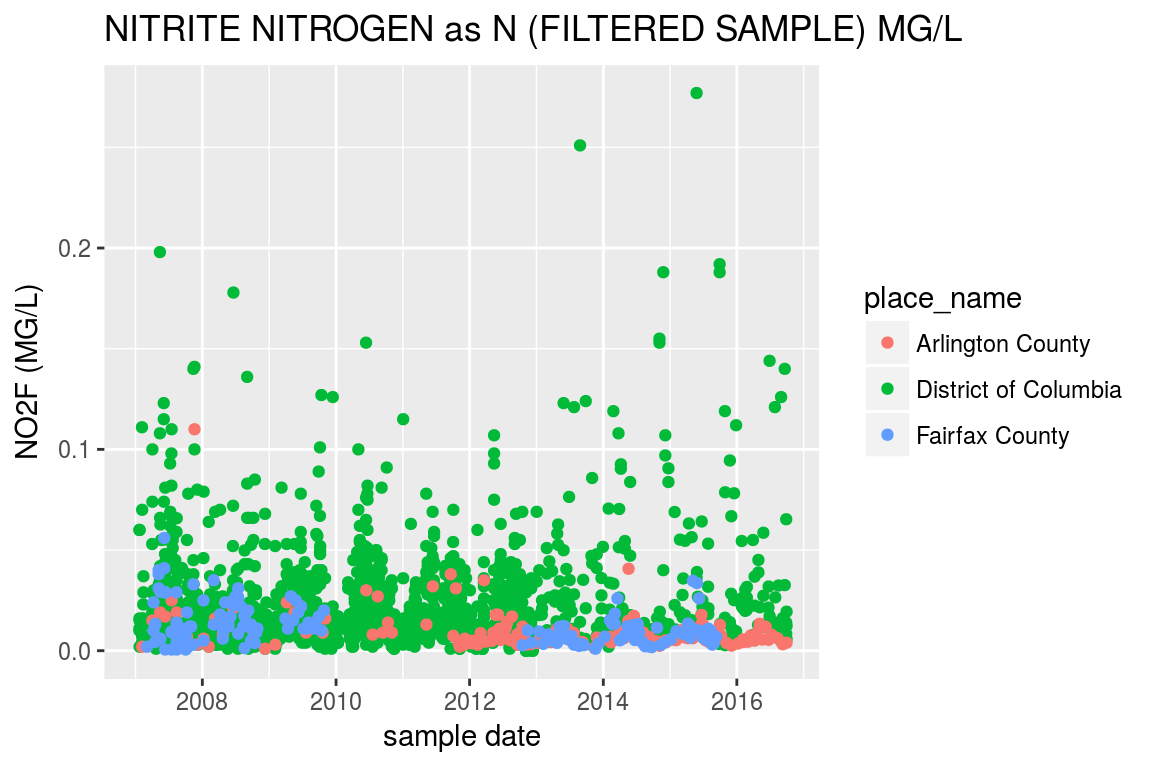 NITRITE NITROGEN as N (FILTERED SAMPLE) MG/L
NO2F (MG/L)
0.2
0.1
0.0
2008 2010 2012 2014 2016
sample date
place_name
Arlington County
District of Columbia
Fairfax County